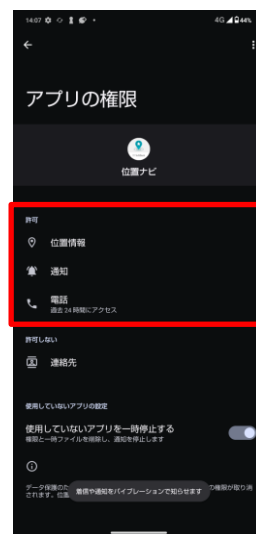 14:07
4G 44%
アプリの権限
位置ナビ
許可
位置情報
通知
電話
過去 24 時間にアクセス
許可しない
連絡先
使用していないアプリの設定
使用していないアプリを一時停止する
権限と一時ファイルを削除し、通知を停止します
データ保護のた
の権限が取り消
されます。位置
着信や通知をバイブレーションで知らせます